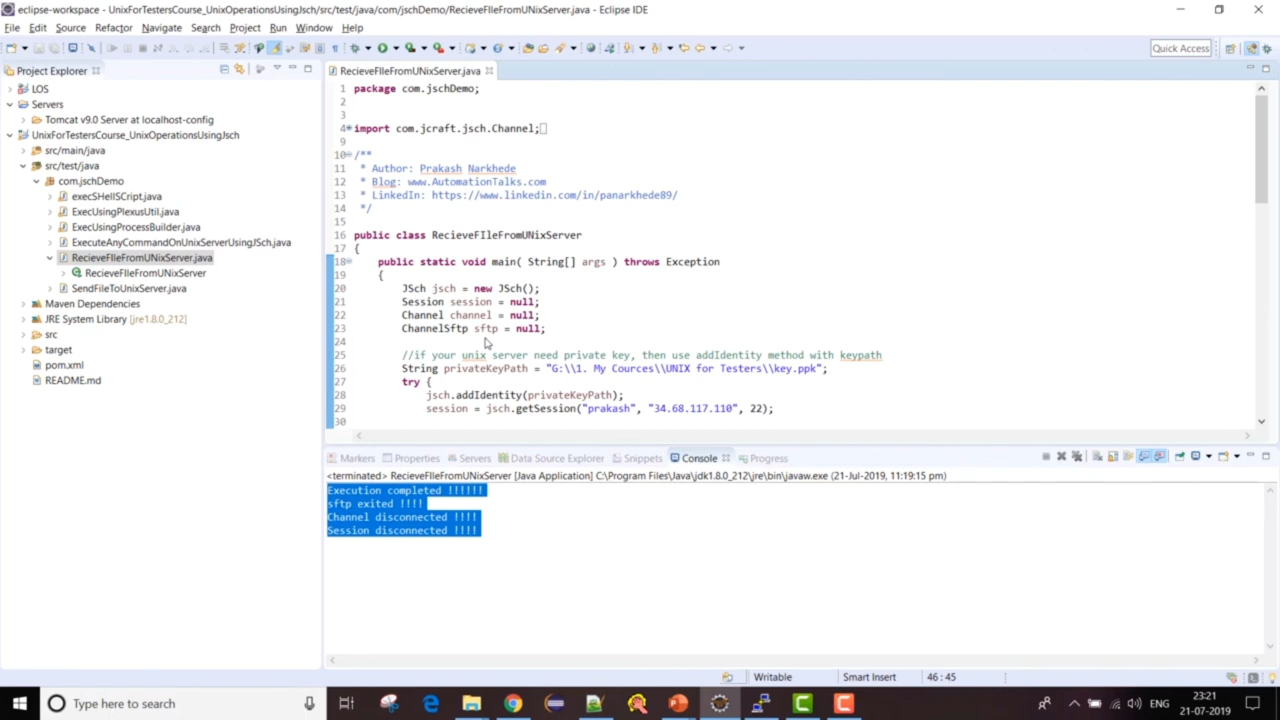 eclipse-workspace - UnixForTestersCourse_UnixOperationsUsingJsch/src/test/java/com/jschDemo/RecieveFIleFromUNixServer.java - Eclipse IDE
File Edit Source Refactor Navigate Search Project Run Window Help
Quick Access
Project Explorer
LOS
Servers
Tomcat v9.0 Server at localhost-config
UnixForTestersCourse_UnixOperationsUsingJsch
src/main/java
src/test/java
com.jschDemo
execSHellSCript.java
ExecUsingPlexusUtil.java
ExecUsingProcessBuilder.java
ExecuteAnyCommandOnUnixServerUsingJSch.java
RecieveFIleFromUNixServer.java
RecieveFIleFromUNixServer
SendFileToUnixServer.java
Maven Dependencies
JRE System Library [jre1.8.0_212]
src
target
pom.xml
README.md
RecieveFIleFromUNixServer.java
1 package com.jschDemo;
2
3
4 import com.jcraft.jsch.Channel;
9
10 /**
11 * Author: Prakash Narkhede
12 * Blog: www.AutomationTalks.com
13 * LinkedIn: https://www.linkedin.com/in/panarkhede89/
14 */
15
16 public class RecieveFIleFromUNixServer
17 {
18 public static void main( String[] args ) throws Exception
19 {
20 JSch jsch = new JSch();
21 Session session = null;
22 Channel channel = null;
23 ChannelSftp sftp = null;
24
25 //if your unix server need private key, then use addIdentity method with keypath
26 String privateKeyPath = "G:\\1. My Cources\\UNIX for Testers\\key.ppk";
27 try {
28 jsch.addIdentity(privateKeyPath);
29 session = jsch.getSession("prakash", "34.68.117.110", 22);
30
Markers Properties Servers Data Source Explorer Snippets Console Progress
<terminated> RecieveFIleFromUNixServer [Java Application] C:\Program Files\Java\jdk1.8.0_212\jre\bin\javaw.exe (21-Jul-2019, 11:19:15 pm)
Execution completed !!!!!!
sftp exited !!!!
Channel disconnected !!!!
Session disconnected !!!!
Writable Smart Insert 46 : 45
Type here to search
ENG
23:21
21-07-2019